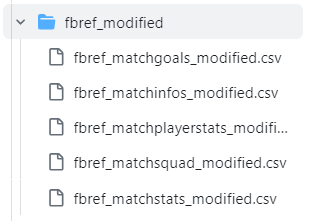 fbref_modified
fbref_matchgoals_modified.csv
fbref_matchinfos_modified.csv
fbref_matchplayerstats_modifi...
fbref_matchsquad_modified.csv
fbref_matchstats_modified.csv